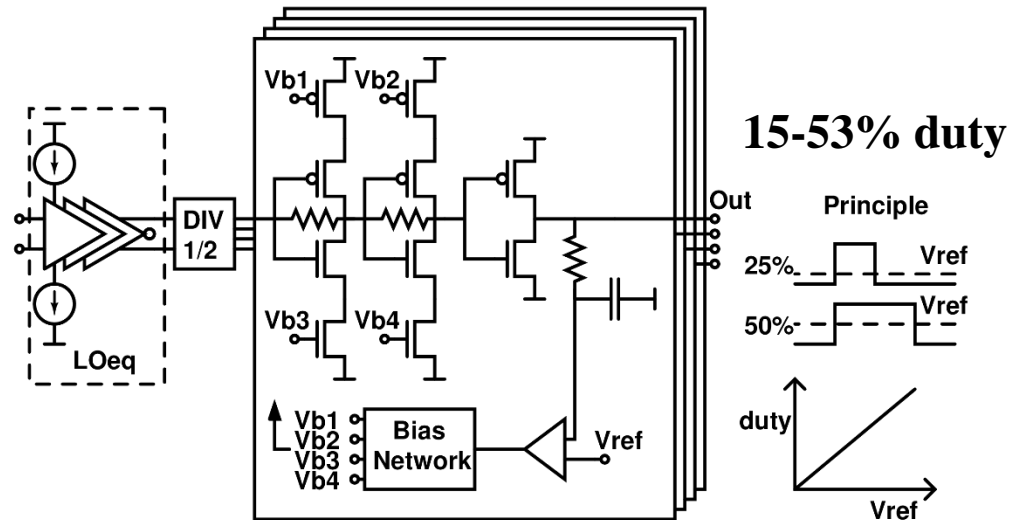 Vb1
Vb2
15-53% duty
DIV
1/2
Out
Principle
25%
Vref
50%
Vref
Vb3
Vb4
LOeq
Vb1
Vb2
Vb3
Vb4
Bias
Network
Vref
duty
Vref